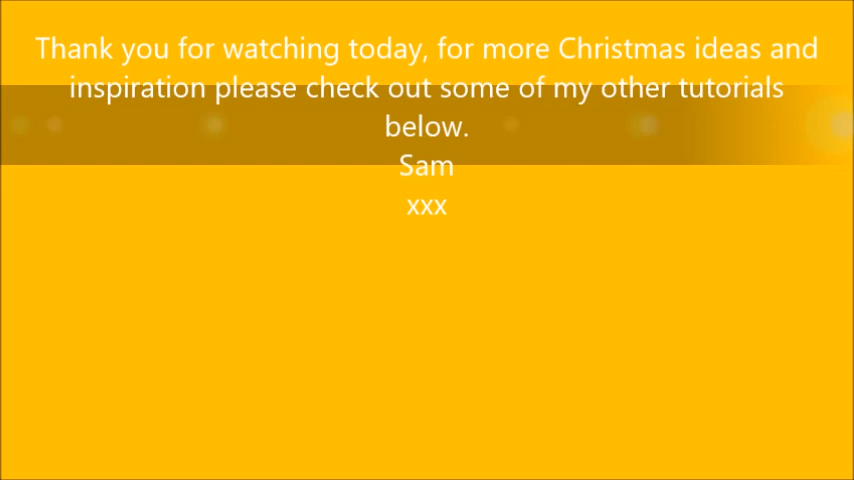 Thank you for watching today, for more Christmas ideas and
inspiration please check out some of my other tutorials
below.
Sam
xxx